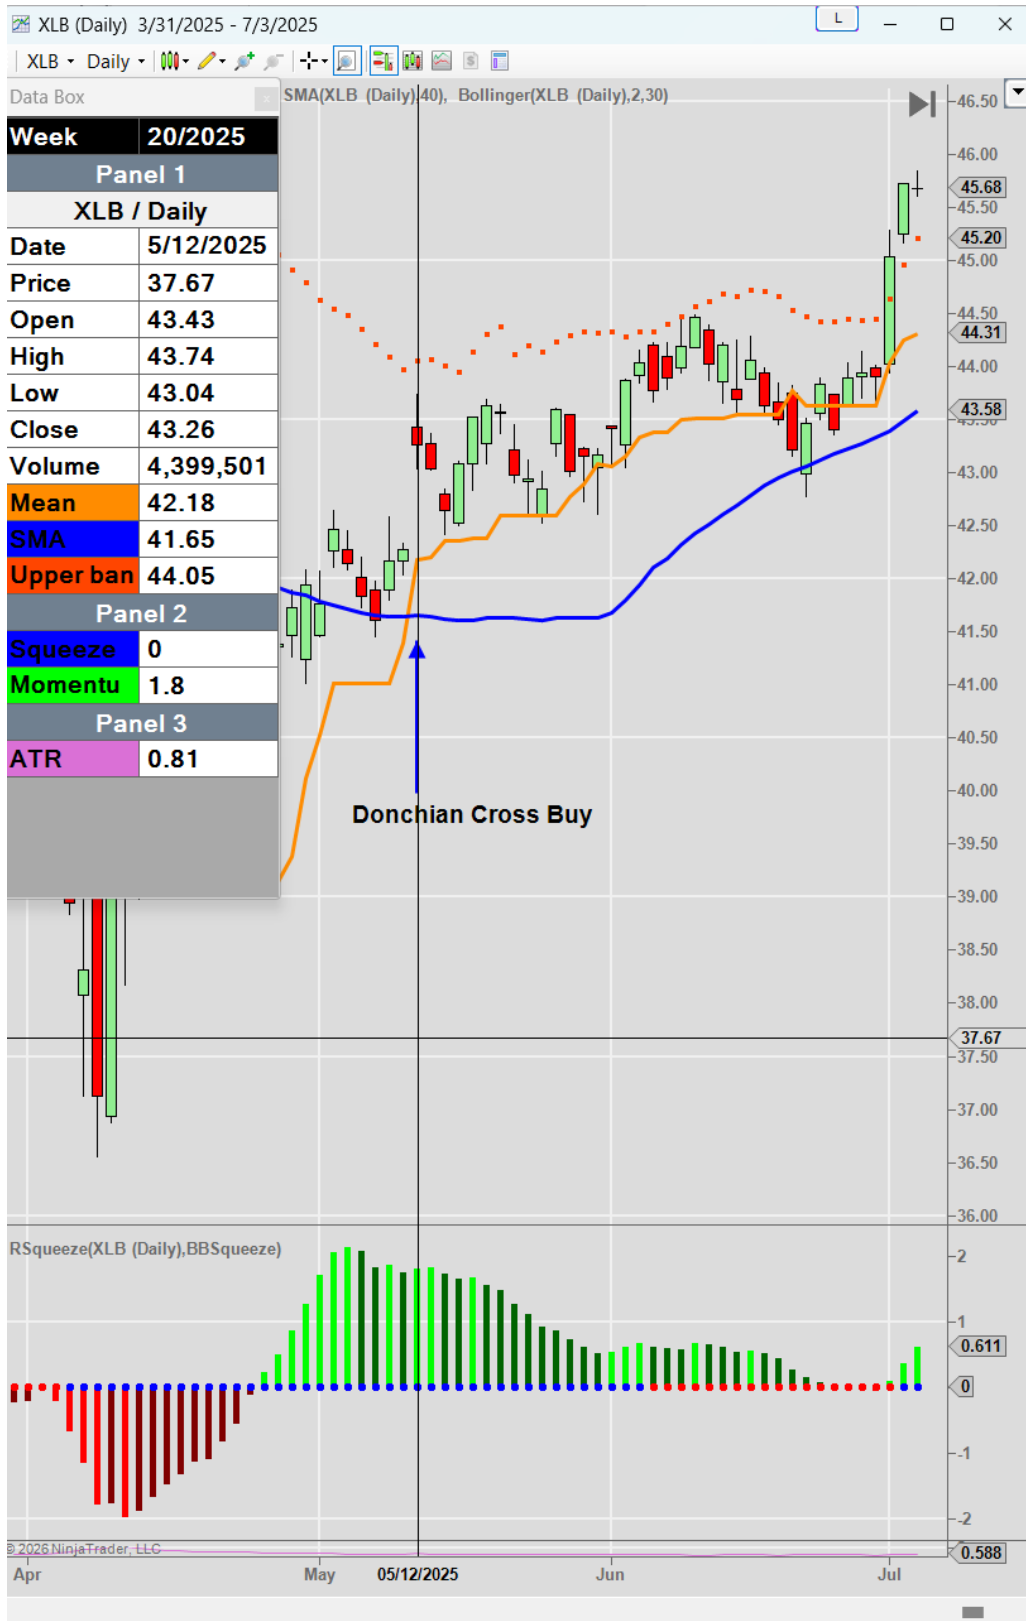 XLB (Daily)  3/31/2025 - 7/3/2025
L
XLB Daily
Data Box
SMA(XLB (Daily),40), Bollinger(XLB (Daily),2,30)
Week 20/2025
Panel 1
XLB / Daily
Date 5/12/2025
Price 37.67
Open 43.43
High 43.74
Low 43.04
Close 43.26
Volume 4,399,501
Mean 42.18
SMA 41.65
Upper ban 44.05
Panel 2
Squeeze 0
Momentu 1.8
Panel 3
ATR 0.81
46.50
46.00
45.68
45.50
45.20
45.00
44.50
44.31
44.00
43.58
43.50
43.00
42.50
42.00
41.50
41.00
40.50
40.00
39.50
39.00
38.50
38.00
37.67
37.50
37.00
36.50
36.00
Donchian Cross Buy
RSqueeze(XLB (Daily),BBSqueeze)
2
1
0.611
0
-1
-2
© 2026 NinjaTrader, LLC
0.588
Apr May 05/12/2025 Jun Jul